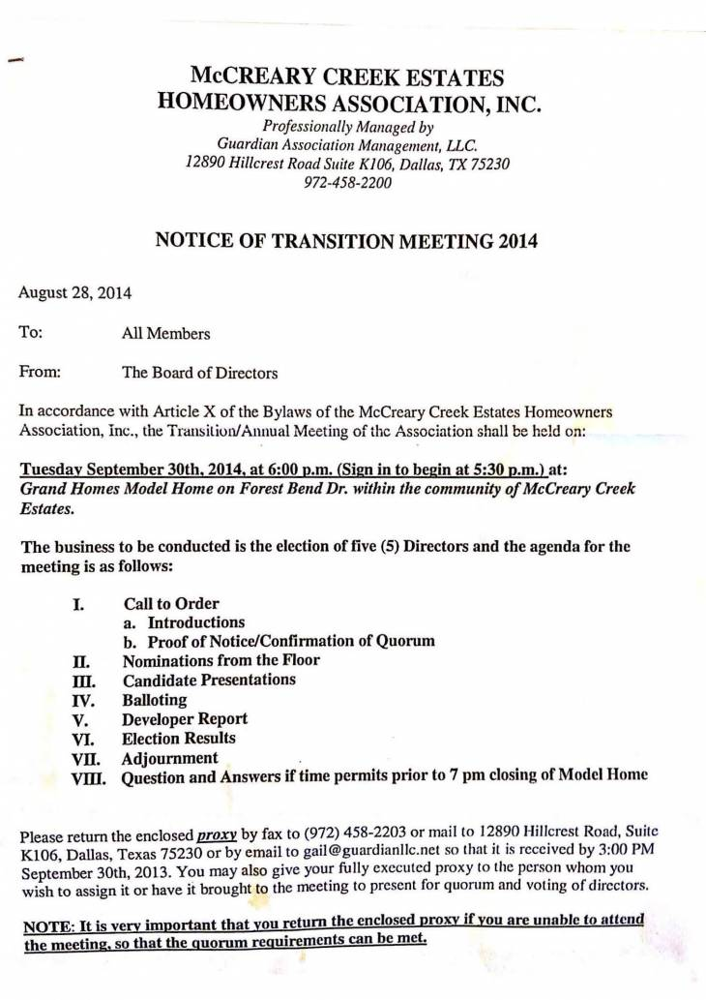 McCREARY CREEK ESTATES
HOMEOWNERS ASSOCIATION, INC.
Professionally Managed by
Guardian Association Management, LLC.
12890 Hillcrest Road Suite K106, Dallas, TX 75230
972-458-2200
NOTICE OF TRANSITION MEETING 2014
August 28, 2014
To: All Members
From: The Board of Directors
In accordance with Article X of the Bylaws of the McCreary Creek Estates Homeowners
Association, Inc., the Transition/Annual Meeting of the Association shall be held on:
Tuesday September 30th, 2014, at 6:00 p.m. (Sign in to begin at 5:30 p.m.) at:
Grand Homes Model Home on Forest Bend Dr. within the community of McCreary Creek
Estates.
The business to be conducted is the election of five (5) Directors and the agenda for the
meeting is as follows:
I. Call to Order
a. Introductions
b. Proof of Notice/Confirmation of Quorum
II. Nominations from the Floor
III. Candidate Presentations
IV. Balloting
V. Developer Report
VI. Election Results
VII. Adjournment
VIII. Question and Answers if time permits prior to 7 pm closing of Model Home
Please return the enclosed proxy by fax to (972) 458-2203 or mail to 12890 Hillcrest Road, Suite
K106, Dallas, Texas 75230 or by email to gail@guardianllc.net so that it is received by 3:00 PM
September 30th, 2013. You may also give your fully executed proxy to the person whom you
wish to assign it or have it brought to the meeting to present for quorum and voting of directors.
NOTE: It is very important that you return the enclosed proxy if you are unable to attend
the meeting, so that the quorum requirements can be met.